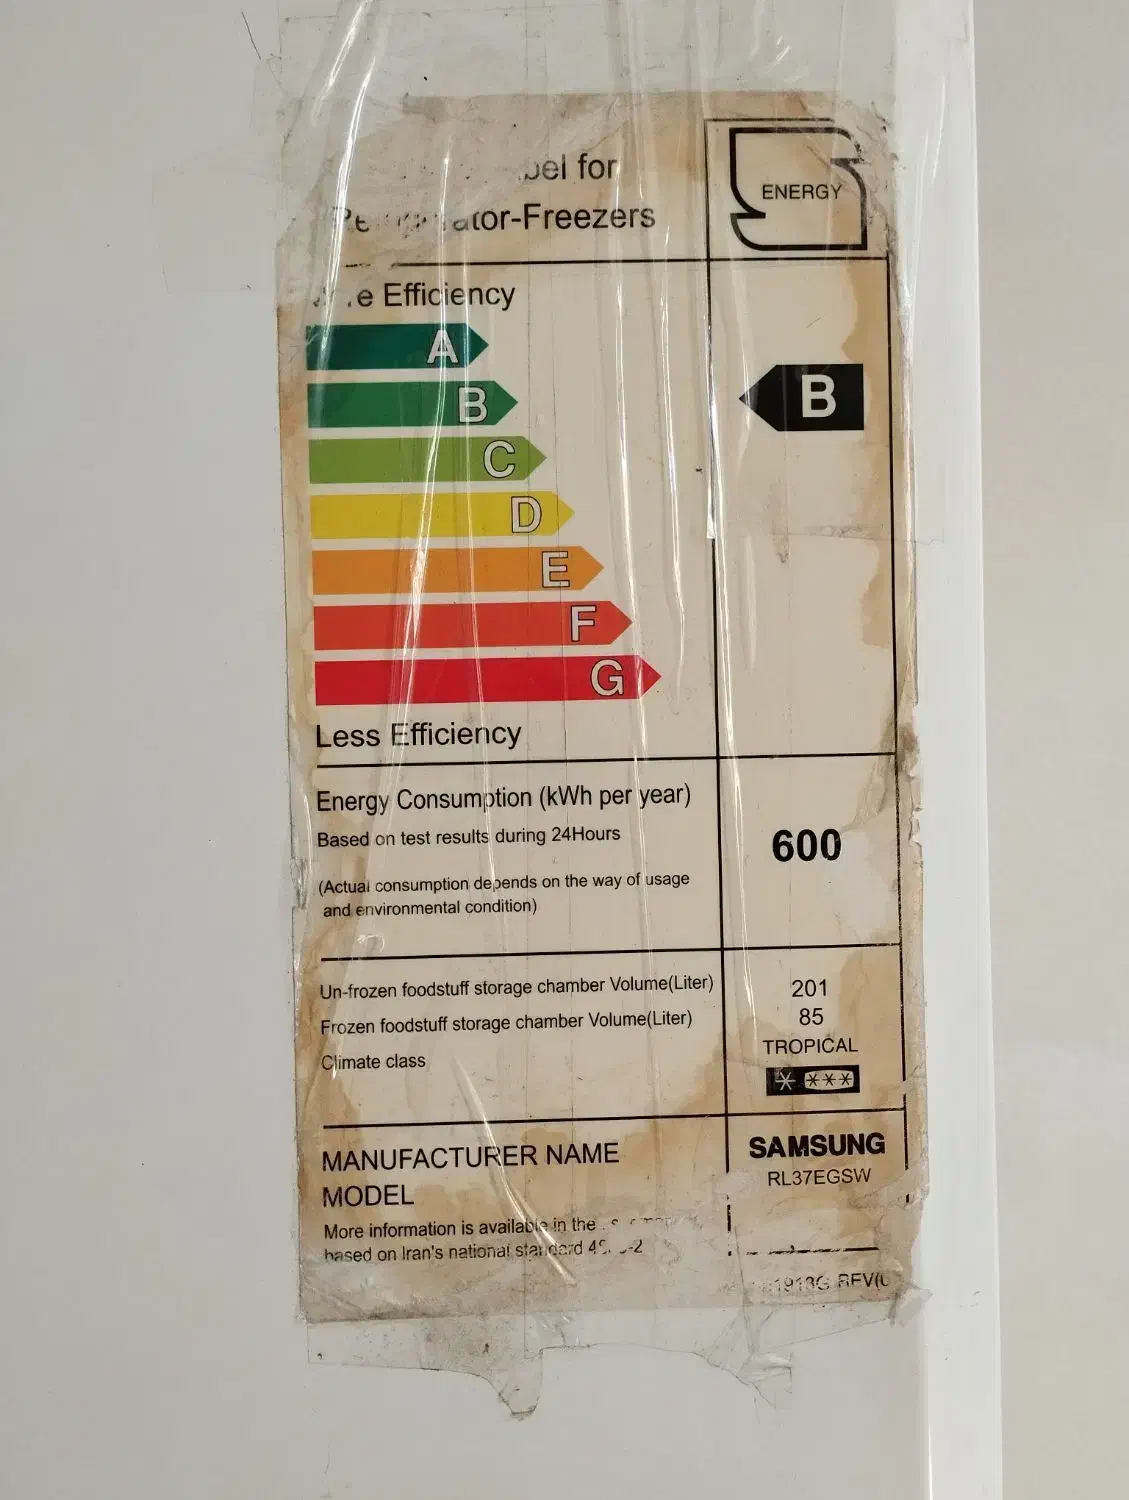 for
ENERGY
-Freezers
Efficiency
A
B
C
D
E
F
G
B
Less Efficiency
Energy Consumption (kWh per year)
Based on test results during 24Hours
600
(Actual consumption depends on the way of usage
and environmental condition)
Un-frozen foodstuff storage chamber Volume(Liter) 201
Frozen foodstuff storage chamber Volume(Liter) 85
Climate class TROPICAL
MANUFACTURER NAME SAMSUNG
MODEL RL37EGSW
More information is available in the
based on Iran's national standard